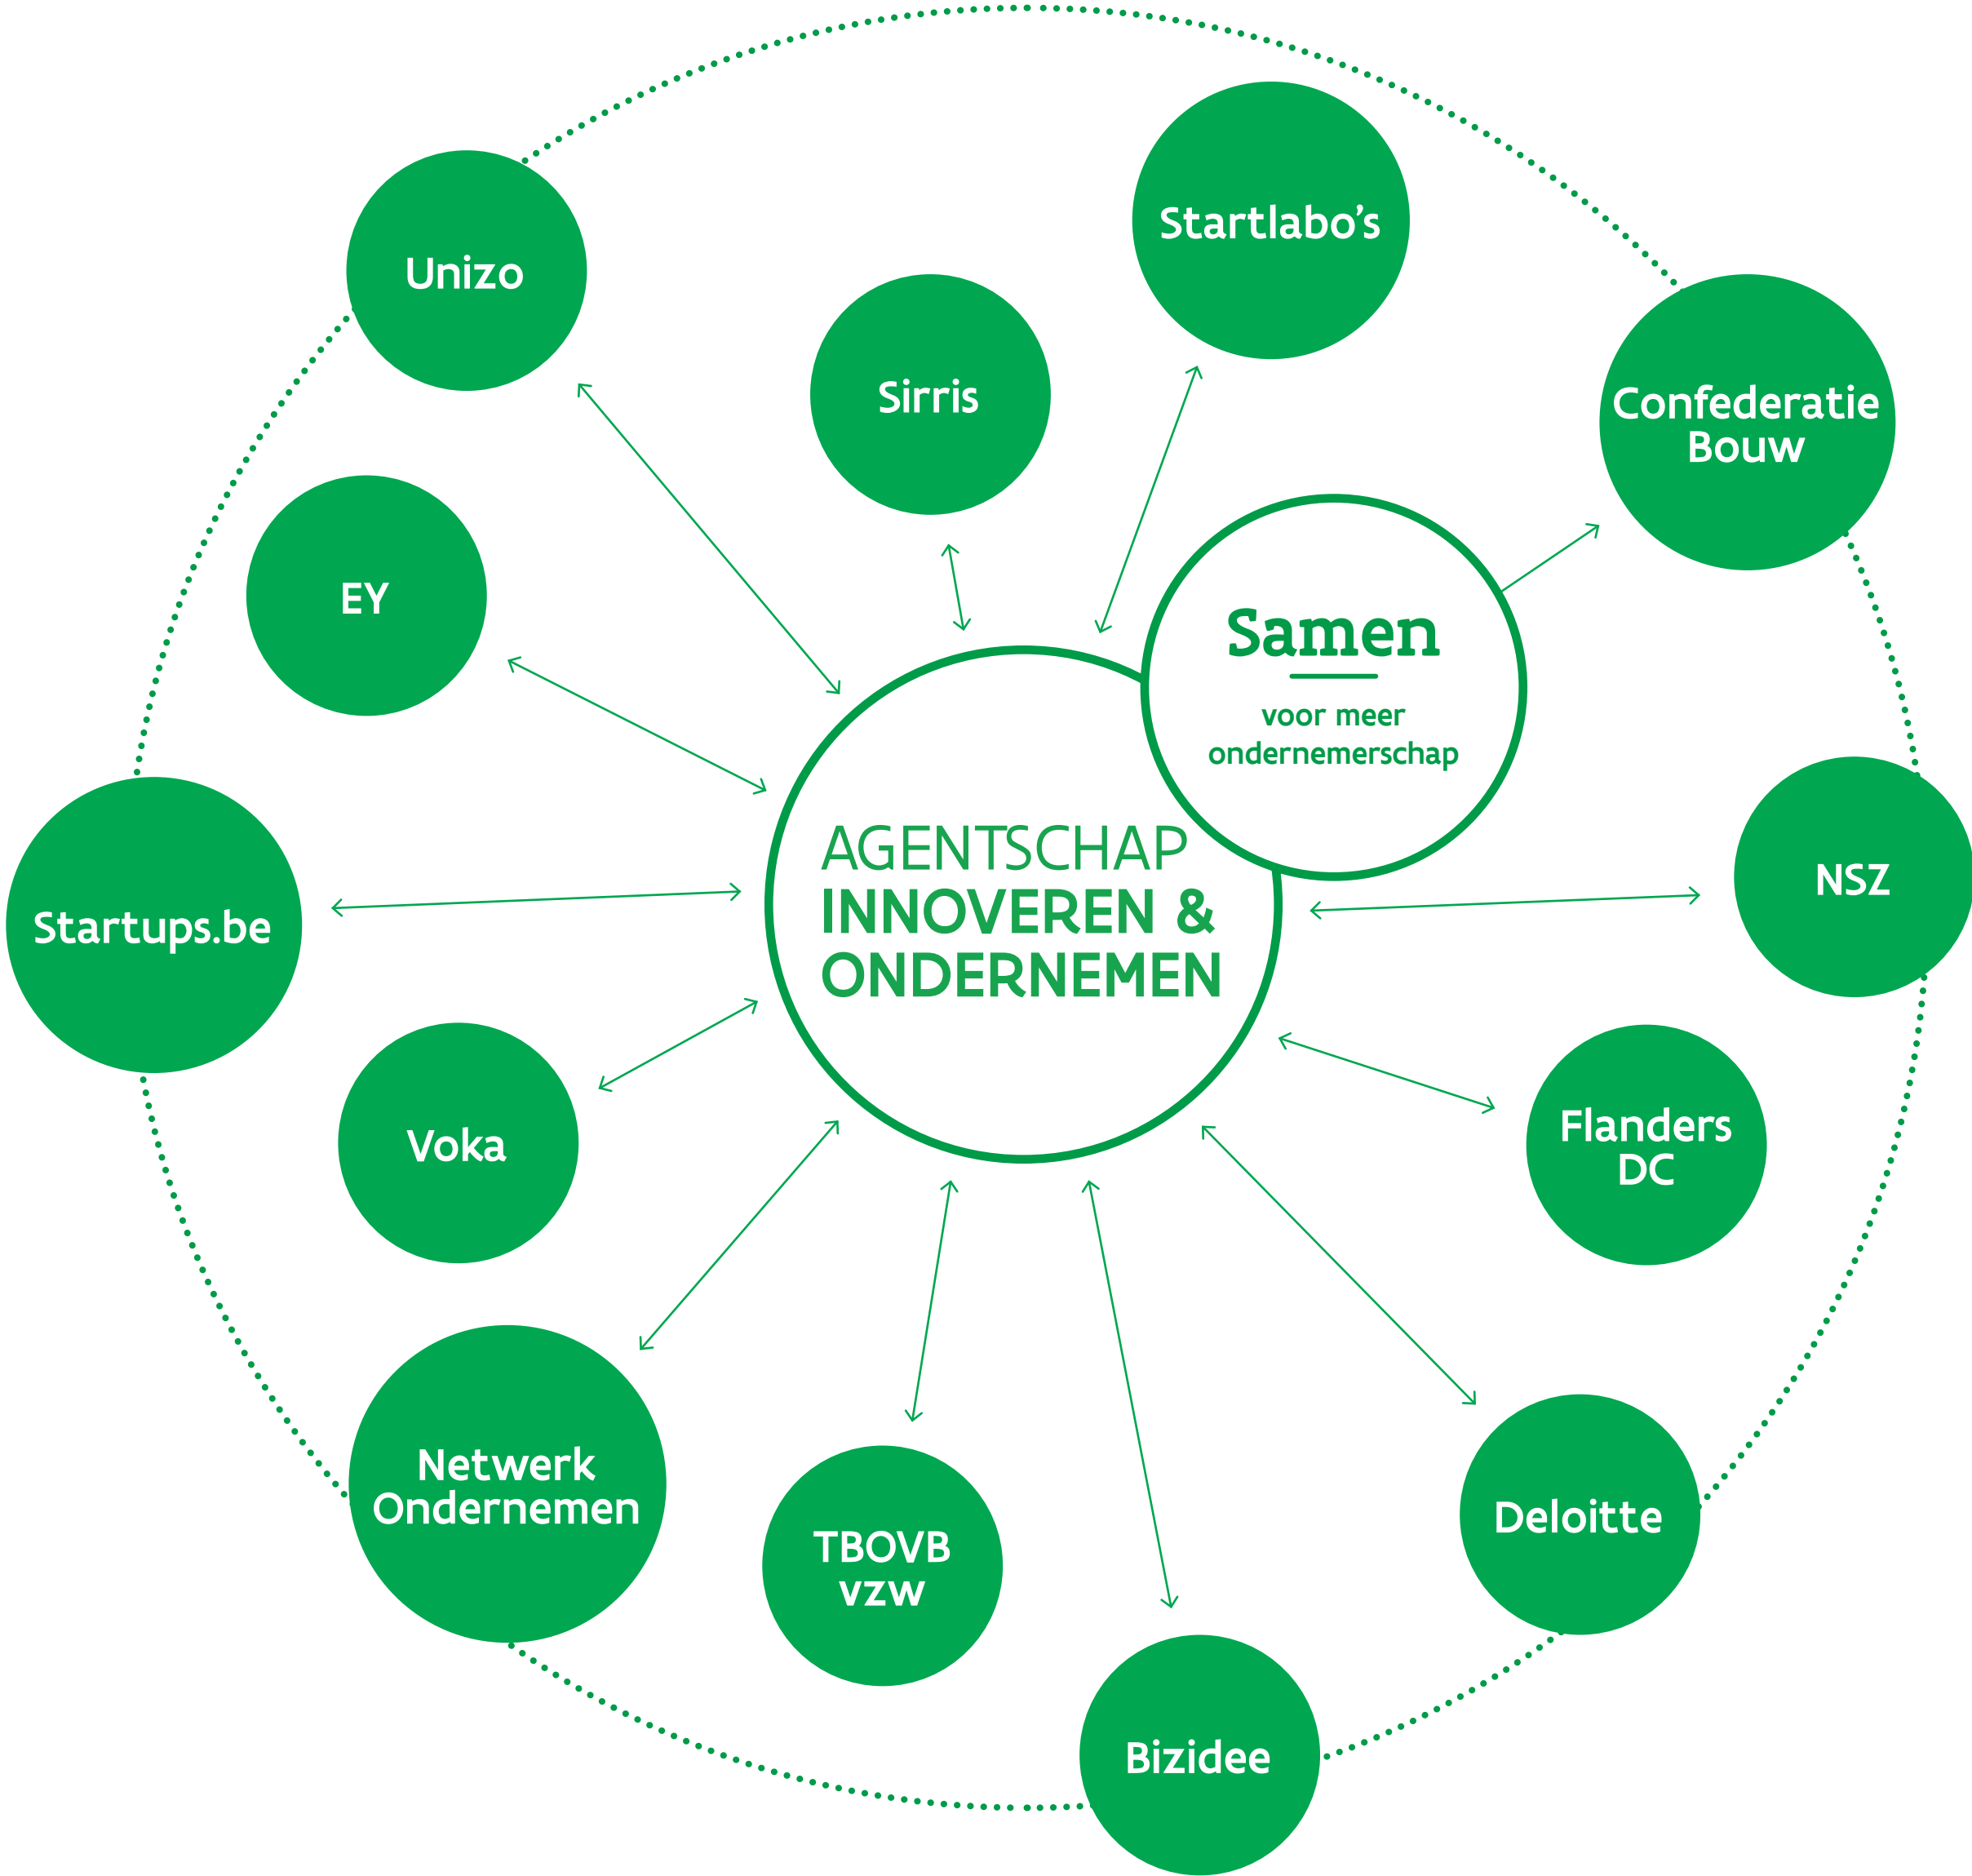 Startlabo's
Unizo
Sirris
Confederatie
Bouw
EY
Samen
voor meer
ondernemerschap
AGENTSCHAP
INNOVEREN &
ONDERNEMEN
NSZ
Startups.be
Voka
Flanders
DC
Netwerk
Ondernemen
Deloitte
TBOVB
vzw
Bizidee